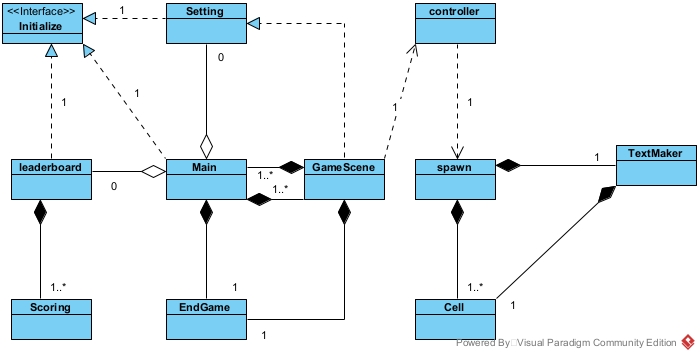 <<Interface>>
Initialize
1
Setting
controller
1
1
0
1
1
leaderboard
0
Main
1..*
1..*
GameScene
spawn
1
TextMaker
1..*
Scoring
1
EndGame
1
1..*
Cell
1
Powered By Visual Paradigm Community Edition